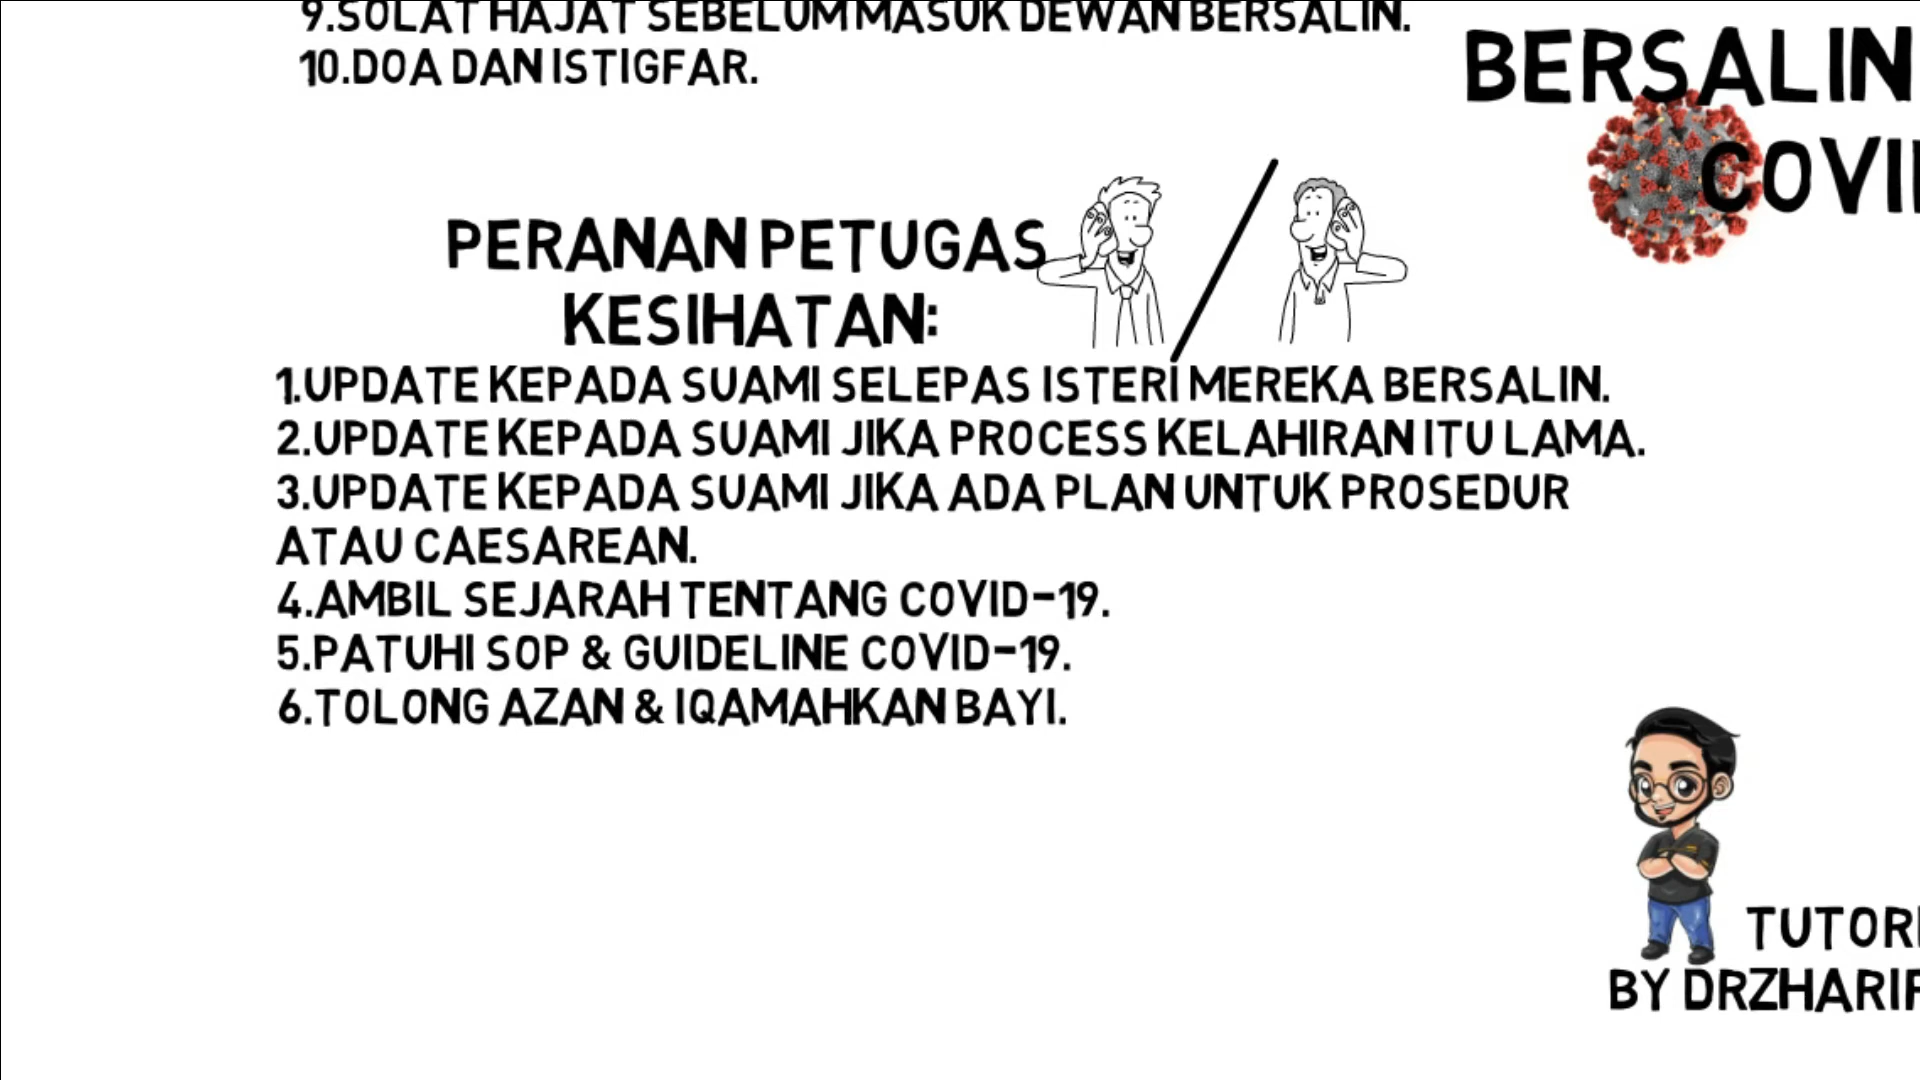 9.SOLAT HAJAT SEBELUM MASUK DEWAN BERSALIN.
10.DOA DAN ISTIGFAR.
BERSALIN
PERANAN PETUGAS
KESIHATAN:
1.UPDATE KEPADA SUAMI SELEPAS ISTERI MEREKA BERSALIN.
2.UPDATE KEPADA SUAMI JIKA PROCESS KELAHIRAN ITU LAMA.
3.UPDATE KEPADA SUAMI JIKA ADA PLAN UNTUK PROSEDUR
ATAU CAESAREAN.
4.AMBIL SEJARAH TENTANG COVID-19.
5.PATUHI SOP & GUIDELINE COVID-19.
6.TOLONG AZAN & IQAMAHKAN BAYI.
BY